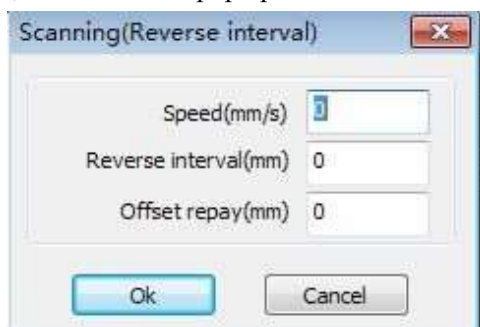 Scanning(Reverse interval)
Speed(mm/s) 0
Reverse interval(mm) 0
Offset repay(mm) 0
Ok Cancel